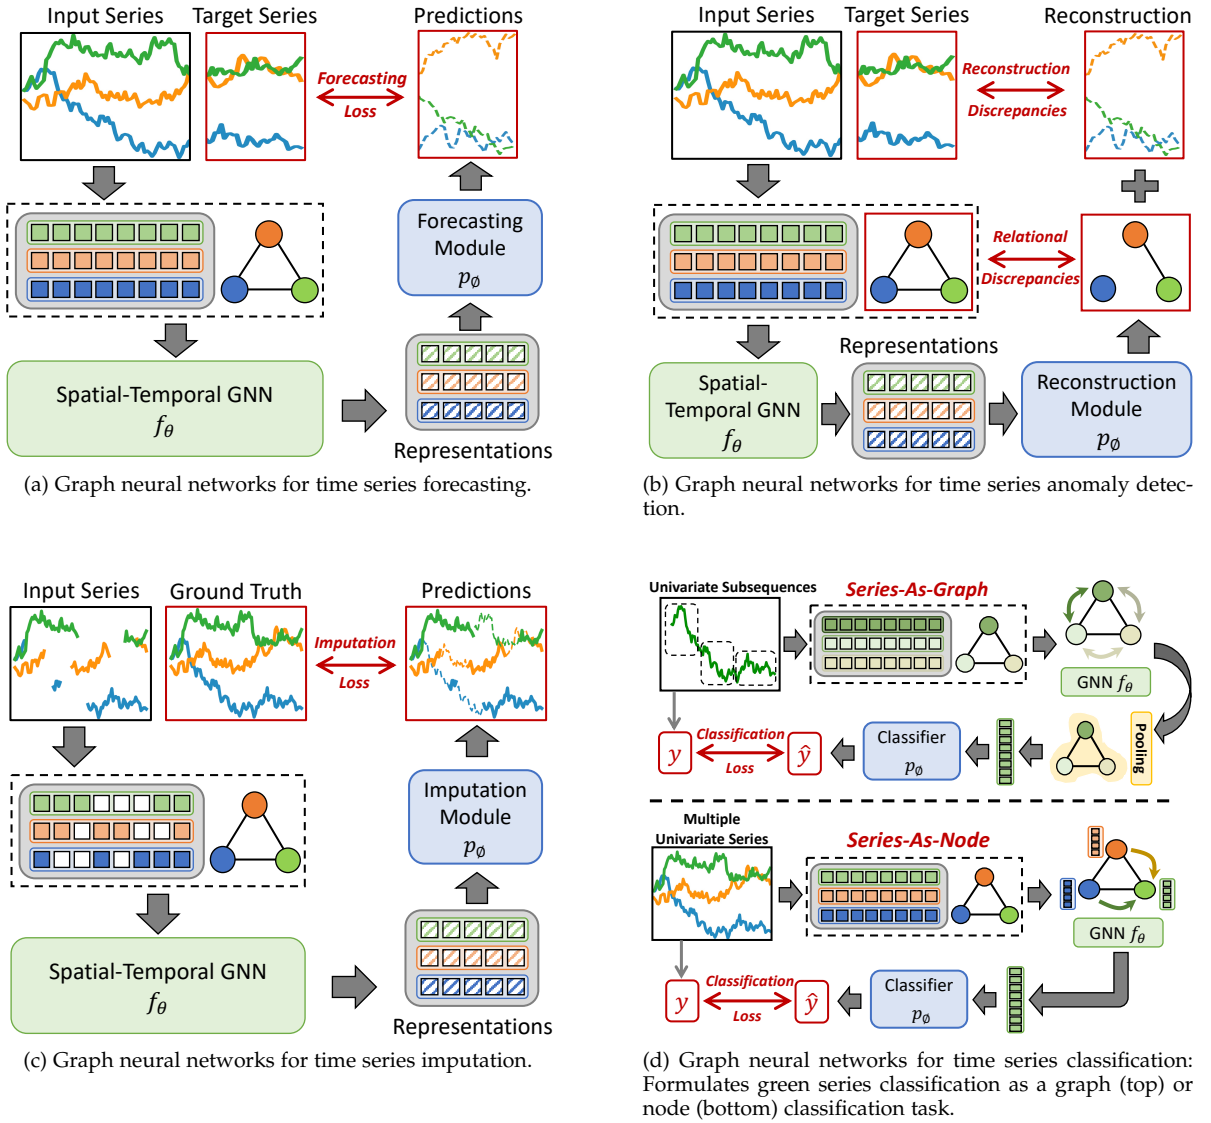 Input Series
Target Series
Predictions
Forecasting
Loss
Forecasting
Module
p∅
Spatial-Temporal GNN
fθ
Representations
(a) Graph neural networks for time series forecasting.
Input Series
Target Series
Reconstruction
Reconstruction
Discrepancies
Relational
Discrepancies
Representations
Spatial-
Temporal GNN
fθ
Reconstruction
Module
p∅
(b) Graph neural networks for time series anomaly detec-
tion.
Input Series
Ground Truth
Predictions
Imputation
Loss
Imputation
Module
p∅
Spatial-Temporal GNN
fθ
Representations
(c) Graph neural networks for time series imputation.
Univariate Subsequences
Series-As-Graph
GNN fθ
Pooling
Classifier
p∅
Classification
Loss
y
ŷ
Multiple
Univariate Series
Series-As-Node
GNN fθ
Classifier
p∅
Classification
Loss
y
ŷ
(d) Graph neural networks for time series classification:
Formulates green series classification as a graph (top) or
node (bottom) classification task.